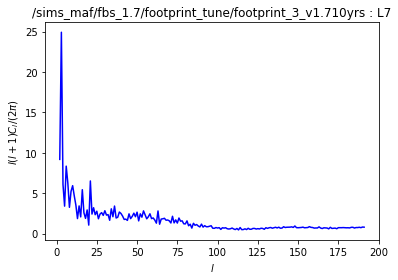 /sims_maf/fbs_1.7/footprint_tune/footprint_3_v1.710yrs : L7
25
20
15
10
5
0
l(l + 1)C_l/(2π)
0 25 50 75 100 125 150 175 200
l